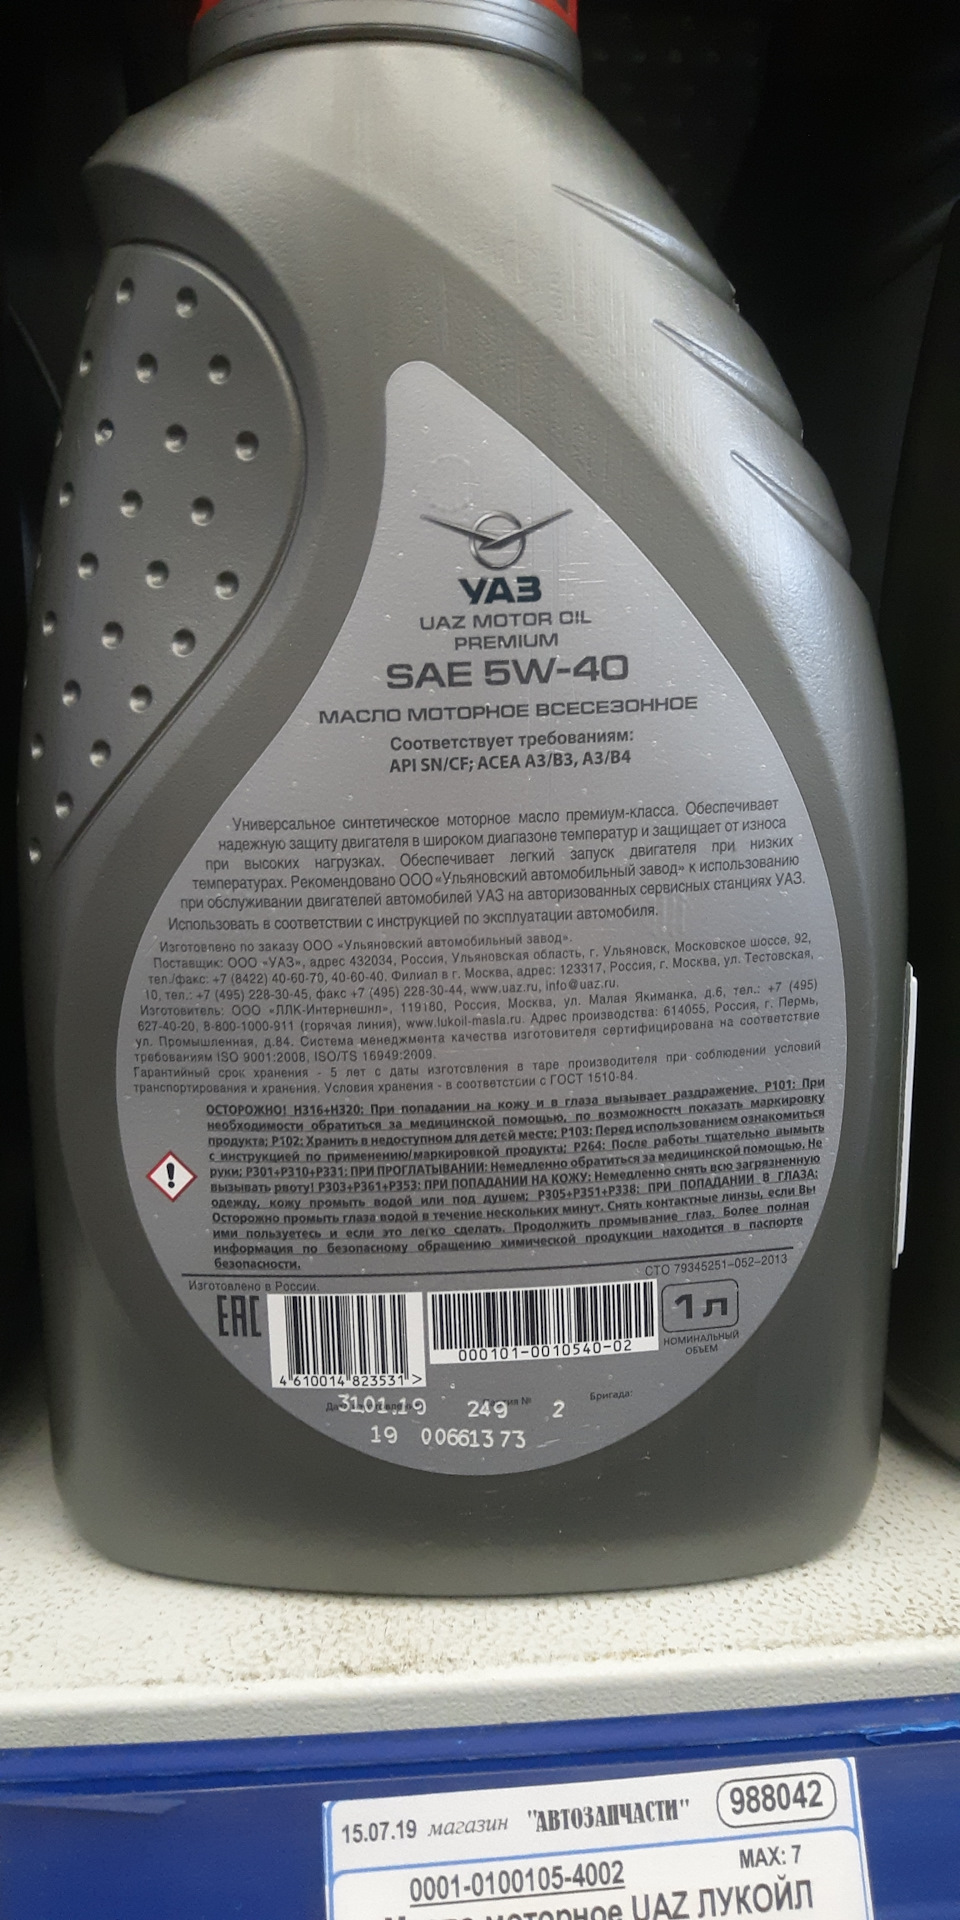 УАЗ
UAZ MOTOR OIL
PREMIUM
SAE 5W-40
МАСЛО МОТОРНОЕ ВСЕСЕЗОННОЕ
Соответствует требованиям:
API SN/CF; ACEA A3/B3, A3/B4
Универсальное синтетическое моторное масло премиум-класса. Обеспечивает
надежную защиту двигателя в широком диапазоне температур и защищает от износа
при высоких нагрузках. Обеспечивает легкий запуск двигателя при низких
температурах. Рекомендовано ООО «Ульяновский автомобильный завод» к использованию
при обслуживании двигателей автомобилей УАЗ на авторизованных сервисных станциях УАЗ.
Использовать в соответствии с инструкцией по эксплуатации автомобиля.
Изготовлено по заказу ООО «Ульяновский автомобильный завод».
Поставщик: ООО «УАЗ», адрес 432034, Россия, Ульяновская область, г. Ульяновск, Московское шоссе, 92,
тел./факс: +7 (8422) 40-60-70, 40-60-40. Филиал в г. Москва, адрес: 123317, Россия, г. Москва, ул. Тестовская,
10, тел.: +7 (495) 228-30-45, факс +7 (495) 228-30-44, www.uaz.ru, info@uaz.ru.
Изготовитель: ООО «ЛЛК-Интернешнл», 119180, Россия, Москва, ул. Малая Якиманка, д.6, тел.: +7 (495)
627-40-20, 8-800-1000-911 (горячая линия), www.lukoil-masla.ru. Адрес производства: 614055, Россия, г. Пермь,
ул. Промышленная, д.84. Система менеджмента качества изготовителя сертифицирована на соответствие
требованиям ISO 9001:2008, ISO/TS 16949:2009.
Гарантийный срок хранения - 5 лет с даты изготовления в таре производителя при соблюдении условий
транспортирования и хранения. Условия хранения - в соответствии с ГОСТ 1510-84.
ОСТОРОЖНО! H316+H320: При попадании на кожу и в глаза вызывает раздражение. P101: При
необходимости обратиться за медицинской помощью, по возможности показать маркировку
продукта; P102: Хранить в недоступном для детей месте; P103: Перед использованием ознакомиться
с инструкцией по применению/маркировкой продукта; P264: После работы тщательно вымыть
руки; P301+P310+P331: ПРИ ПРОГЛАТЫВАНИИ: Немедленно обратиться за медицинской помощью. Не
вызывать рвоту! P303+P361+P353: ПРИ ПОПАДАНИИ НА КОЖУ: Немедленно снять всю загрязненную
одежду, кожу промыть водой или под душем; P305+P351+P338: ПРИ ПОПАДАНИИ В ГЛАЗА:
Осторожно промыть глаза водой в течение нескольких минут. Снять контактные линзы, если Вы
ими пользуетесь и если это легко сделать. Продолжить промывание глаз. Более полная
информация по безопасному обращению химической продукции находится в паспорте
безопасности.
СТО 79345251-052-2013
Изготовлено в России.
ЕАС
1 л
НОМИНАЛЬНЫЙ
ОБЪЕМ
000101-0010540-02
4 610014 823531 >
Бригада:
31.01.19 249 2
19 00661373
15.07.19 магазин "АВТОЗАПЧАСТИ" 988042
0001-0100105-4002 MAX: 7
Масло моторное UAZ ЛУКОЙЛ